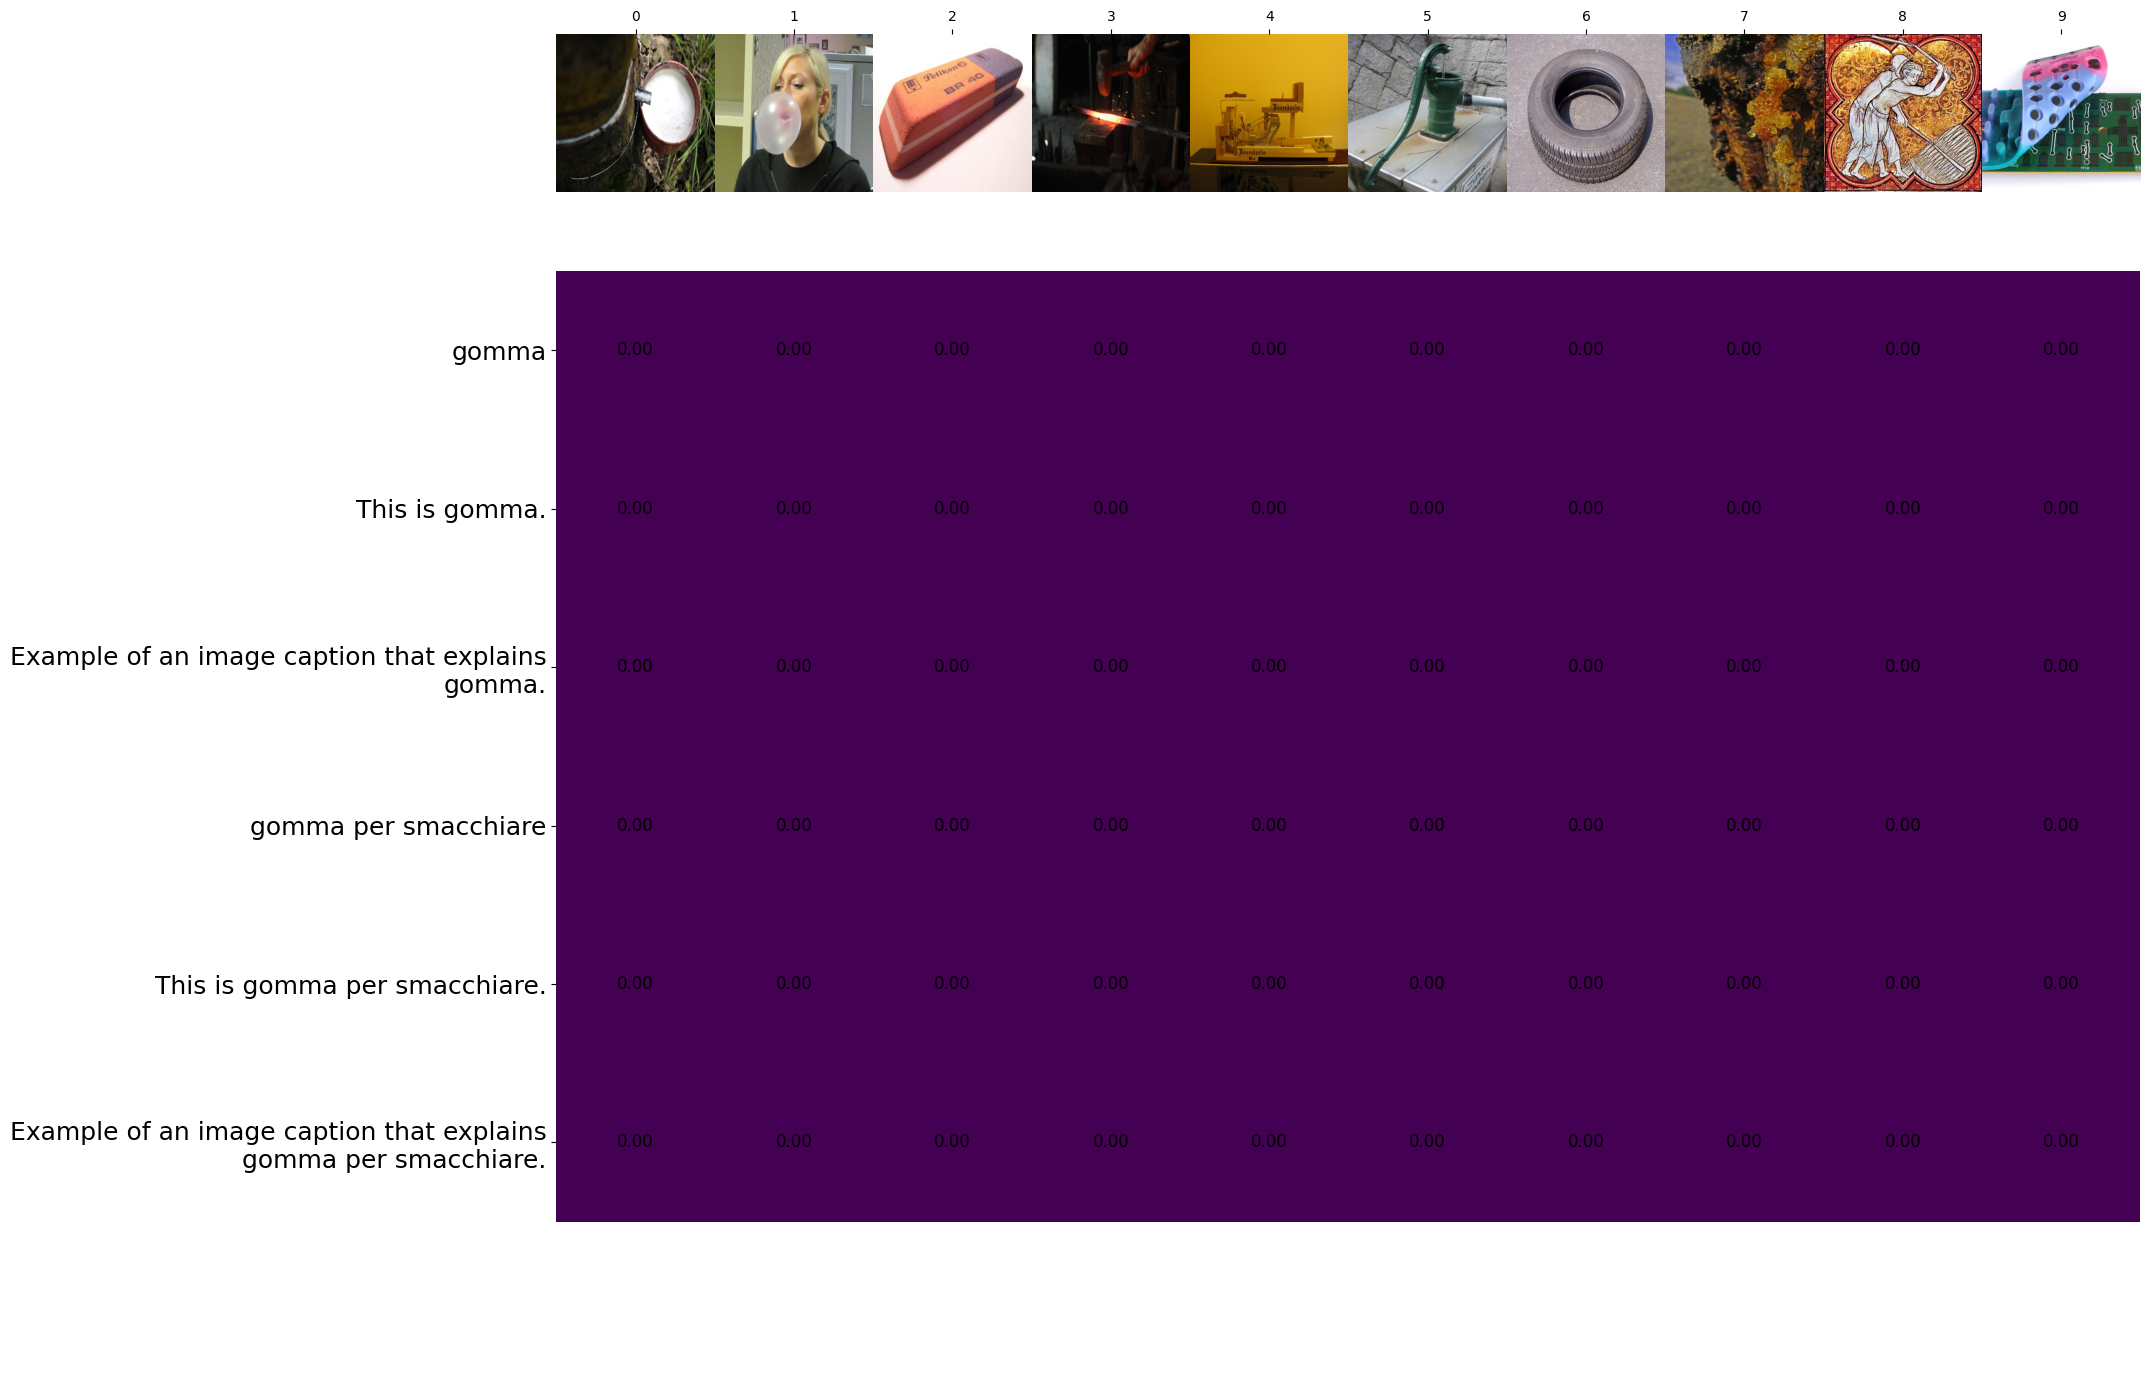 0 1 2 3 4 5 6 7 8 9
Pelikan
BR 40
gomma 0.00 0.00 0.00 0.00 0.00 0.00 0.00 0.00 0.00 0.00
This is gomma. 0.00 0.00 0.00 0.00 0.00 0.00 0.00 0.00 0.00 0.00
Example of an image caption that explains
gomma. 0.00 0.00 0.00 0.00 0.00 0.00 0.00 0.00 0.00 0.00
gomma per smacchiare 0.00 0.00 0.00 0.00 0.00 0.00 0.00 0.00 0.00 0.00
This is gomma per smacchiare. 0.00 0.00 0.00 0.00 0.00 0.00 0.00 0.00 0.00 0.00
Example of an image caption that explains
gomma per smacchiare. 0.00 0.00 0.00 0.00 0.00 0.00 0.00 0.00 0.00 0.00